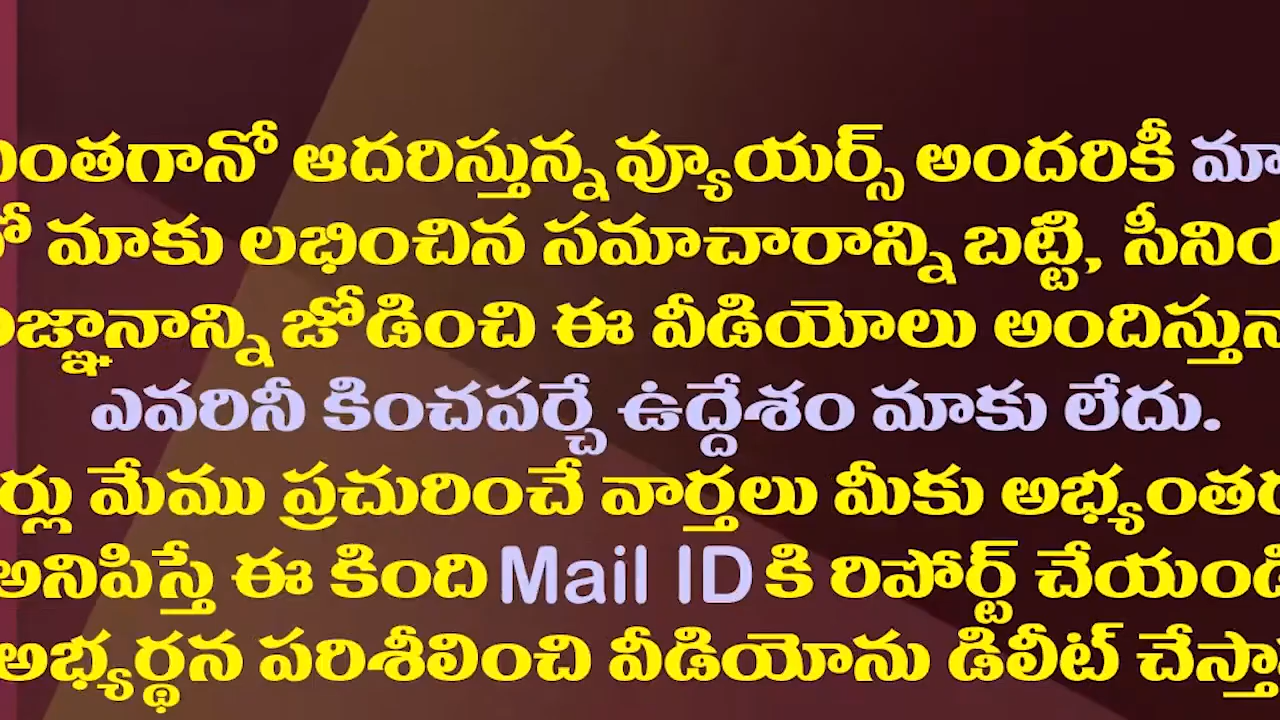 ఎంతగానో ఆదరిస్తున్న వ్యూయర్స్ అందరికీ మా
మాకు లభించిన సమాచారాన్ని బట్టి, సీనియ
జోడించి ఈ వీడియోలు అందిస్తున
ఎవరినీ కించపర్చే ఉద్దేశం మాకు లేదు.
ర్లు మేము ప్రచురించే వార్తలు మీకు అభ్యంతర
అనిపిస్తే ఈ కింది Mail ID కి రిపోర్ట్ చేయండి
అభ్యర్థన పరిశీలించి వీడియోను డిలీట్ చేస్తా